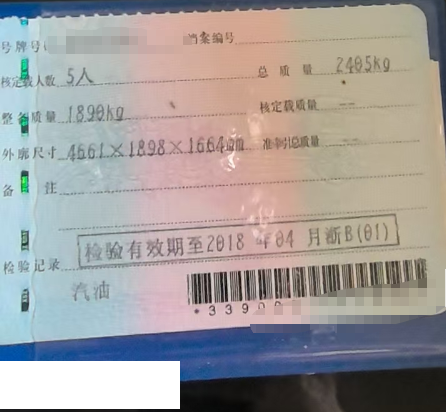 号牌号 档案编号
核定载人数 5人 总质量 2405kg
整备质量 1890kg 核定载质量 --
外廓尺寸 4661×1898×1664mm 准牵引总质量 --
备注
检验有效期至2018年04月浙B(01)
检验记录
汽油
*3390